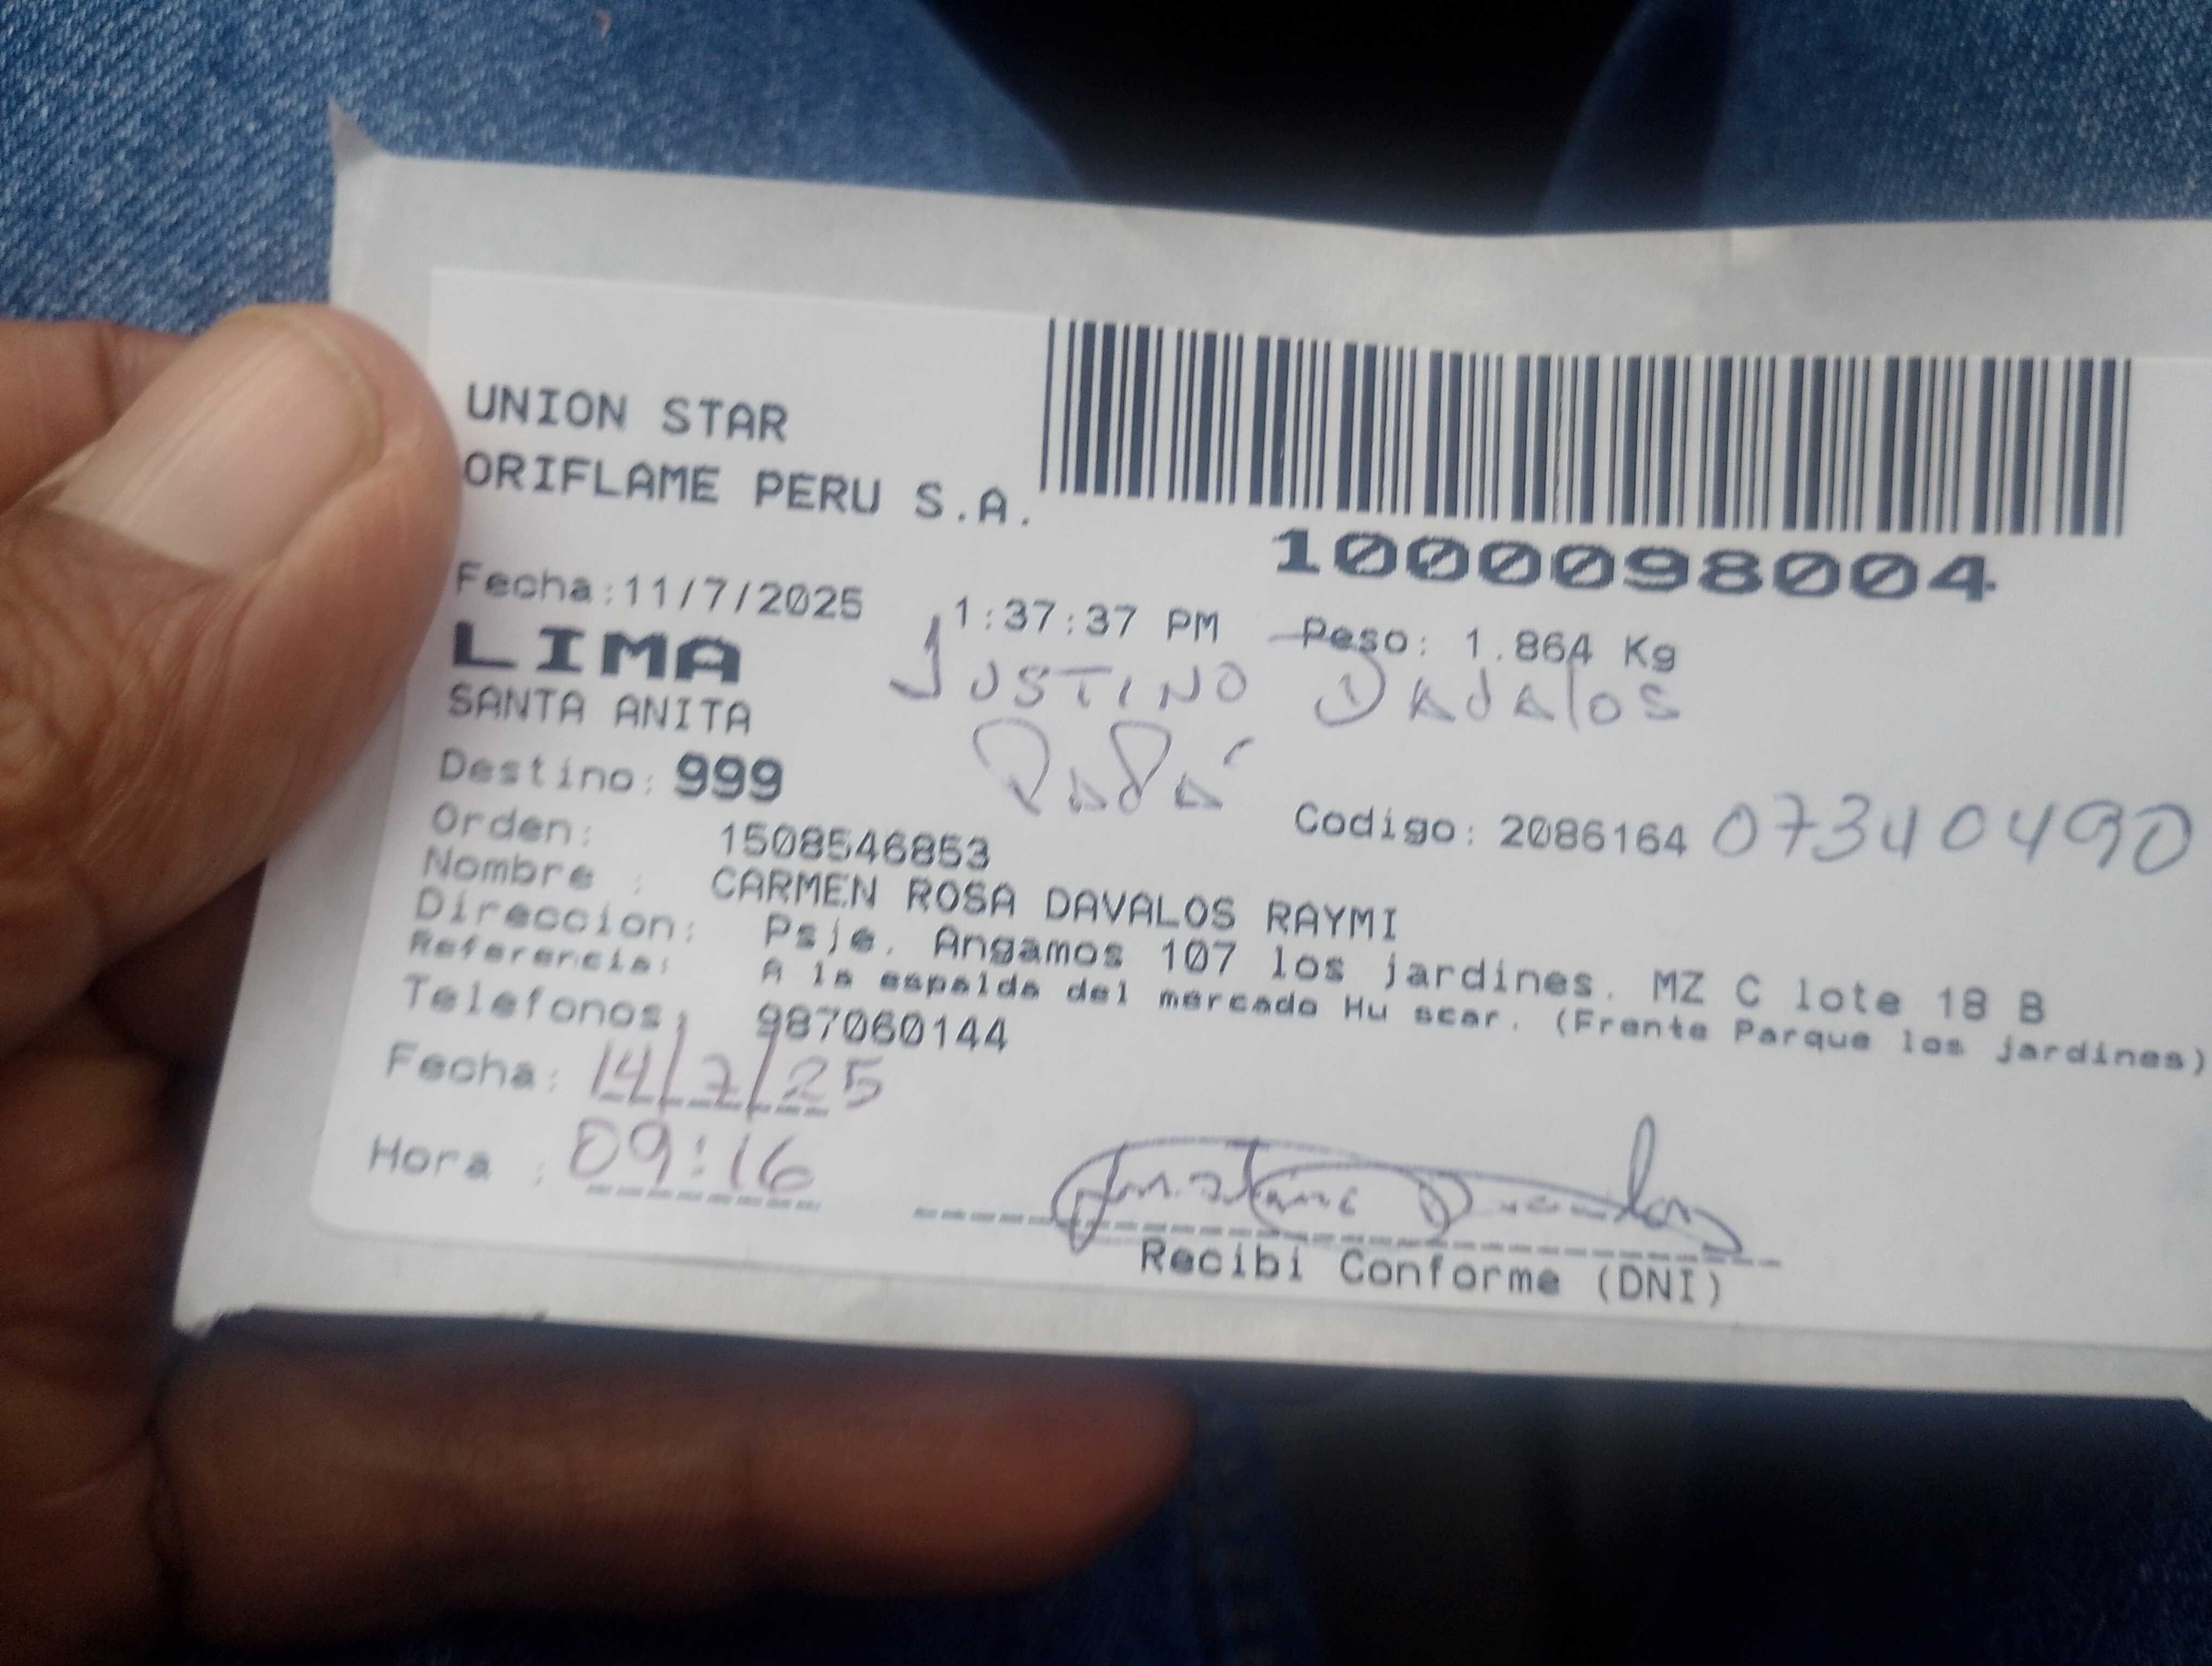 UNION STAR
ORIFLAME PERU S.A.
1000098004
Fecha:11/7/2025 1:37:37 PM Peso: 1.864 Kg
LIMA
JUSTINO DAVALOS
SANTA ANITA
PAPÁ
Destino: 999
Codigo: 2086164 07340490
Orden: 1508546853
Nombre : CARMEN ROSA DAVALOS RAYMI
Direccion: Psje. Angamos 107 los jardines. MZ C lote 18 B
Referencia: A la espalda del mercado Hu scar. (Frente Parque los jardines)
Telefonos: 987060144
Fecha: 14/7/25
Hora : 09:16
Recibi Conforme (DNI)